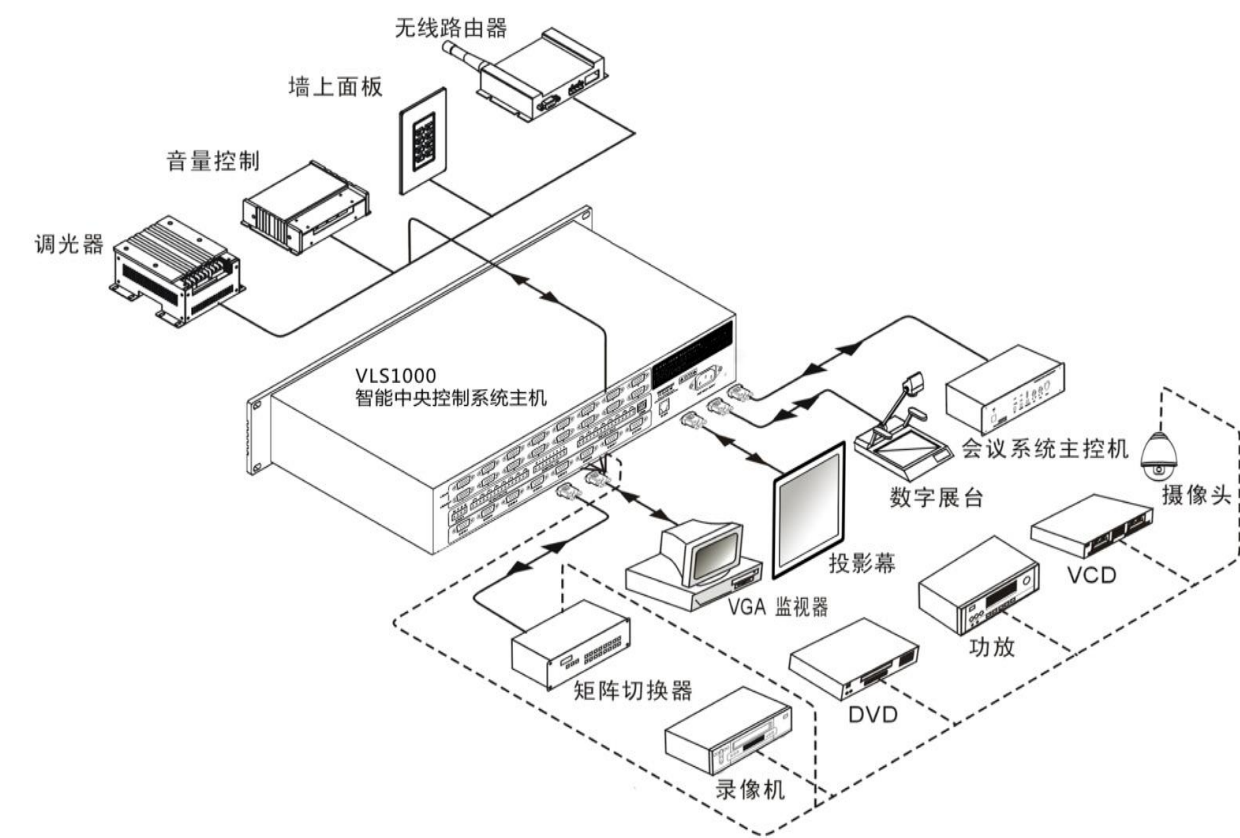 无线路由器
墙上面板
音量控制
调光器
VLS1000
智能中央控制系统主机
会议系统主控机
数字展台
摄像头
投影幕
VGA 监视器
VCD
功放
DVD
矩阵切换器
录像机